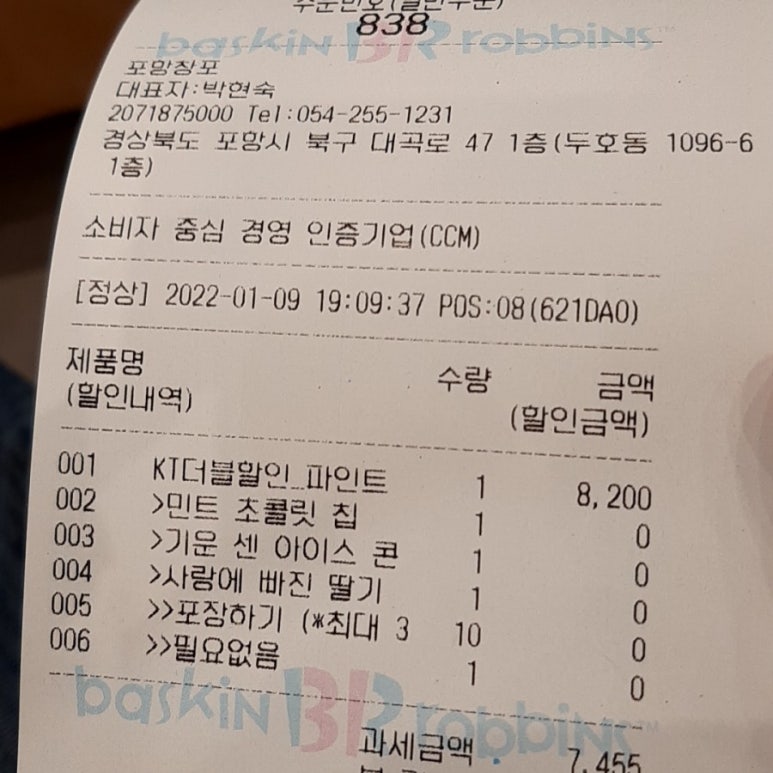 838
baskin BR robbins
포항창포
대표자:박현숙
2071875000 Tel:054-255-1231
경상북도 포항시 북구 대곡로 47 1층(두호동 1096-6
1층)
소비자 중심 경영 인증기업(CCM)
[정상] 2022-01-09 19:09:37 POS:08(621DAO)
제품명 수량 금액
(할인내역) (할인금액)
001 KT더블할인_파인트 1 8,200
002 >민트 초콜릿 칩 1 0
003 >기운 센 아이스 콘 1 0
004 >사랑에 빠진 딸기 1 0
005 >>포장하기 (*최대 3 10 0
006 >>필요없음 1 0
baskin BR robbins
과세금액 7,455